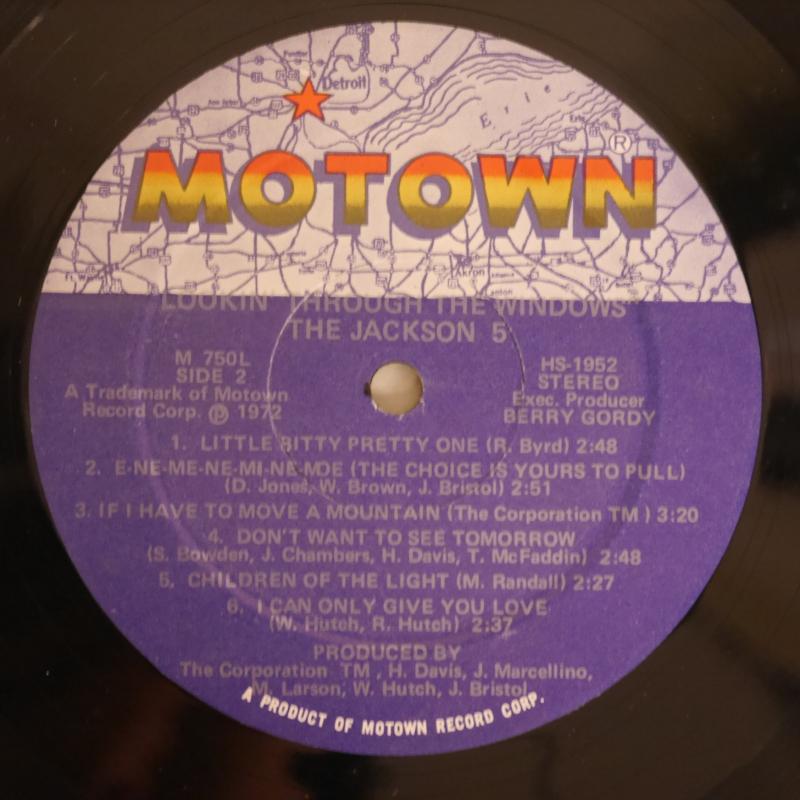 Detroit
Erie
MOTOWN®
Akron
LOOKIN' THROUGH THE WINDOWS
THE JACKSON 5
M 750L
SIDE 2
A Trademark of Motown
Record Corp. ℗ 1972
HS-1952
STEREO
Exec. Producer
BERRY GORDY
1. LITTLE BITTY PRETTY ONE (R. Byrd) 2:48
2. E-NE-ME-NE-MI-NE-MOE (THE CHOICE IS YOURS TO PULL)
(D. Jones, W. Brown, J. Bristol) 2:51
3. IF I HAVE TO MOVE A MOUNTAIN (The Corporation TM ) 3:20
4. DON'T WANT TO SEE TOMORROW
(S. Bowden, J. Chambers, H. Davis, T. McFaddin) 2:48
5. CHILDREN OF THE LIGHT (M. Randall) 2:27
6. I CAN ONLY GIVE YOU LOVE
(W. Hutch, R. Hutch) 2:37
PRODUCED BY
The Corporation TM , H. Davis, J. Marcellino,
M. Larson, W. Hutch, J. Bristol
A PRODUCT OF MOTOWN RECORD CORP.